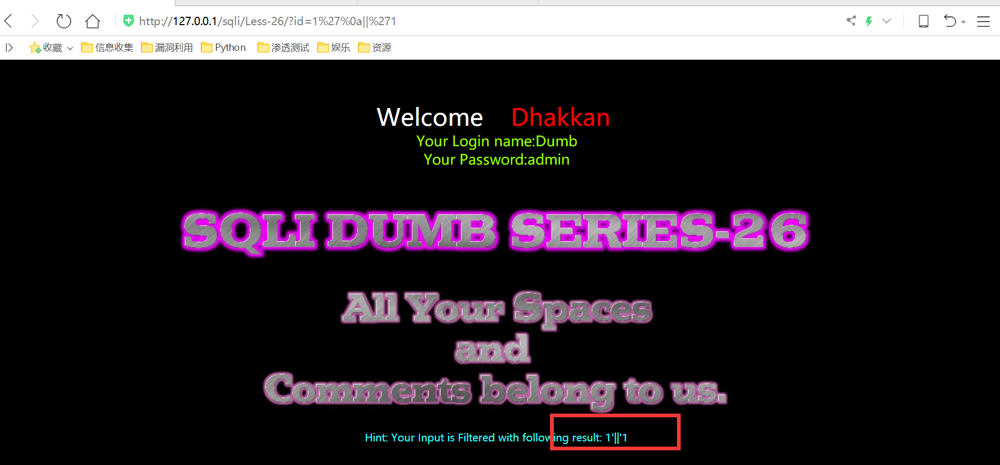 http://127.0.0.1/sqli/Less-26/?id=1%27%0a||%271
收藏 信息收集 漏洞利用 Python 渗透测试 娱乐 资源
Welcome Dhakkan
Your Login name:Dumb
Your Password:admin
SQLI DUMB SERIES-26
All Your Spaces
and
Comments belong to us.
Hint: Your Input is Filtered with following result: 1'||'1